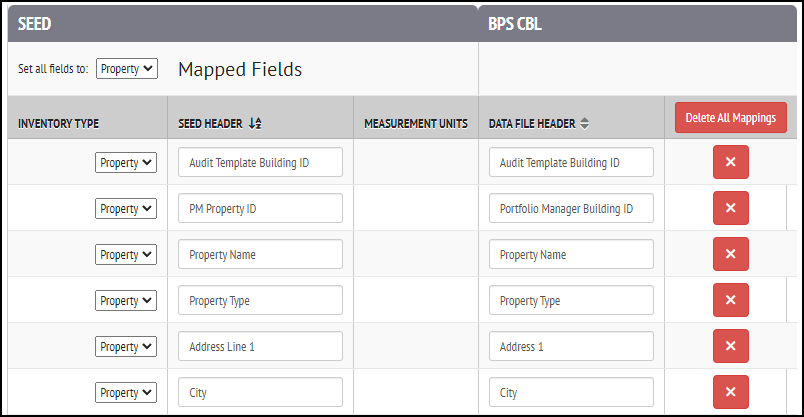 SEED BPS CBL
Set all fields to: Property Mapped Fields
INVENTORY TYPE SEED HEADER MEASUREMENT UNITS DATA FILE HEADER Delete All Mappings
Property Audit Template Building ID Audit Template Building ID
Property PM Property ID Portfolio Manager Building ID
Property Property Name Property Name
Property Property Type Property Type
Property Address Line 1 Address 1
Property City City